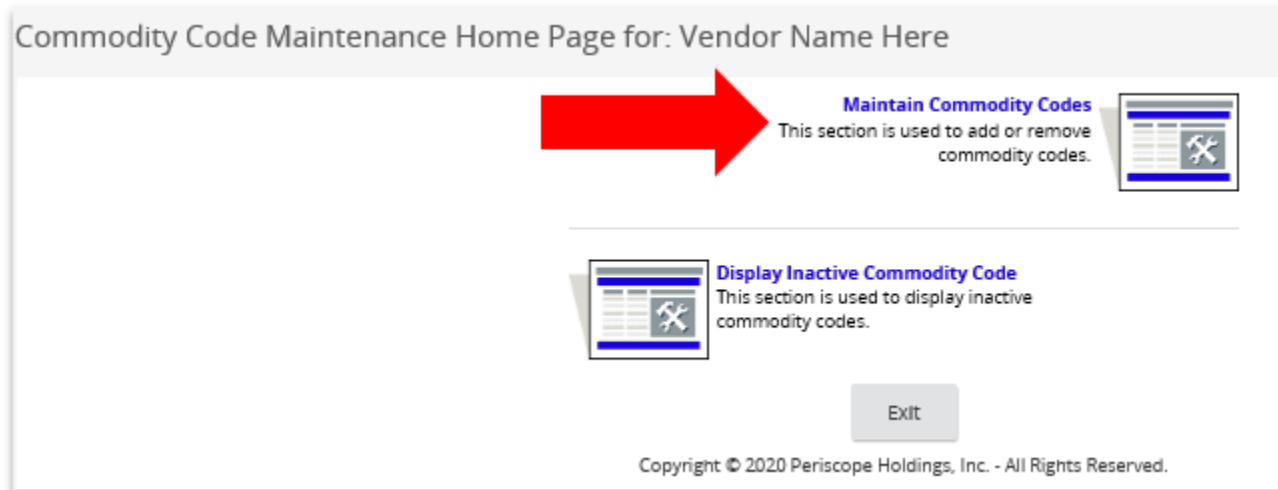 Commodity Code Maintenance Home Page for: Vendor Name Here
Maintain Commodity Codes
This section is used to add or remove
commodity codes.
Display Inactive Commodity Code
This section is used to display inactive
commodity codes.
Exit
Copyright © 2020 Periscope Holdings, Inc. - All Rights Reserved.